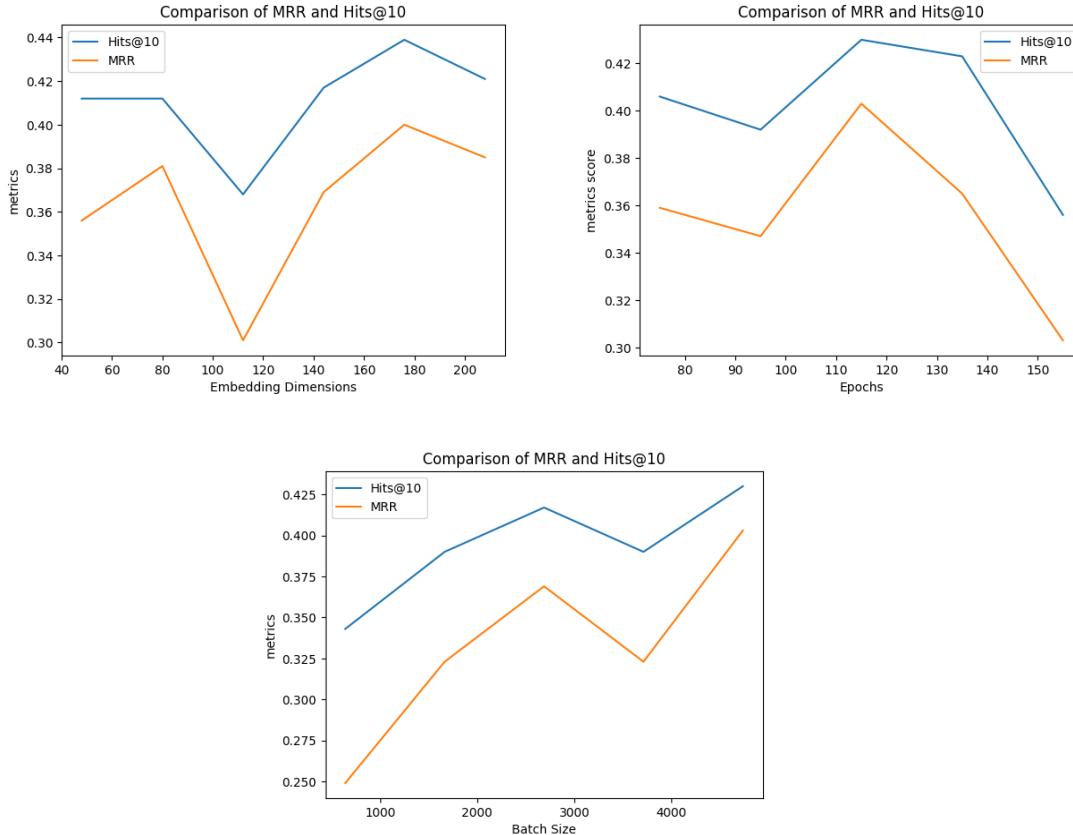 Comparison of MRR and Hits@10
Hits@10
MRR
metrics
0.44
0.42
0.40
0.38
0.36
0.34
0.32
0.30
40 60 80 100 120 140 160 180 200
Embedding Dimensions
Comparison of MRR and Hits@10
Hits@10
MRR
metrics score
0.42
0.40
0.38
0.36
0.34
0.32
0.30
80 90 100 110 120 130 140 150
Epochs
Comparison of MRR and Hits@10
Hits@10
MRR
metrics
0.425
0.400
0.375
0.350
0.325
0.300
0.275
0.250
1000 2000 3000 4000
Batch Size